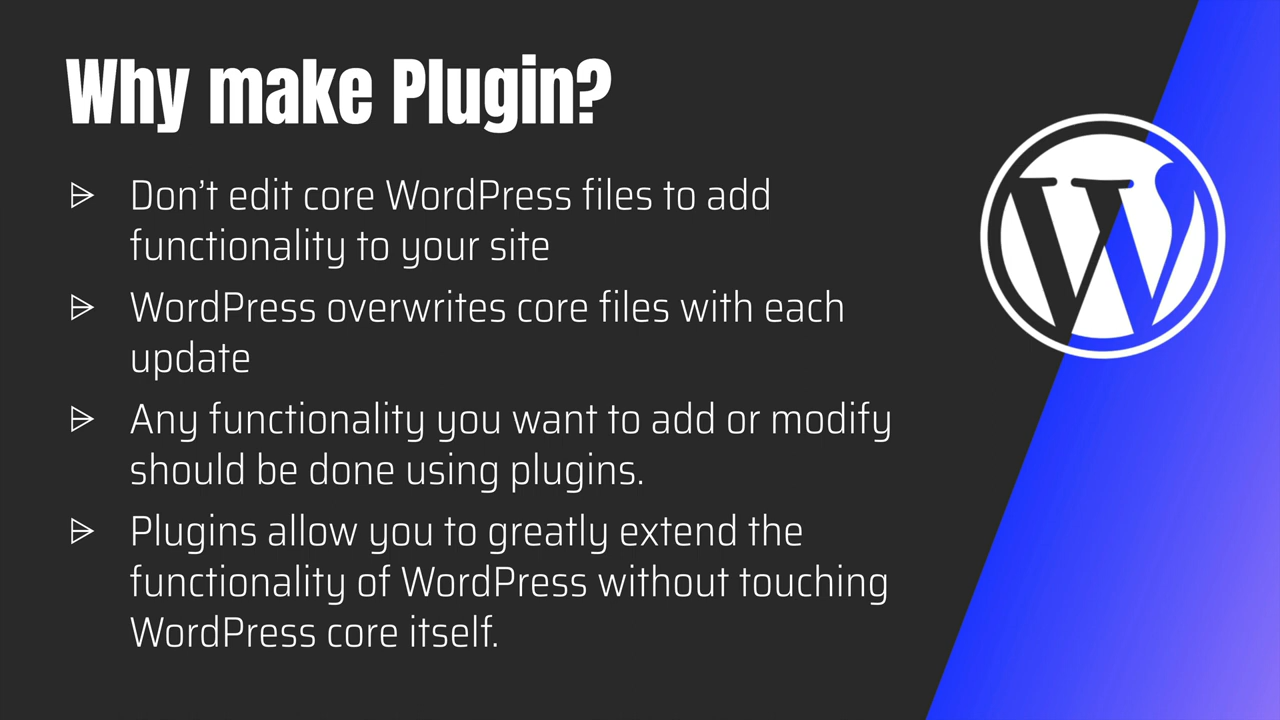 Why make Plugin?
Don’t edit core WordPress files to add
functionality to your site
WordPress overwrites core files with each
update
Any functionality you want to add or modify
should be done using plugins.
Plugins allow you to greatly extend the
functionality of WordPress without touching
WordPress core itself.